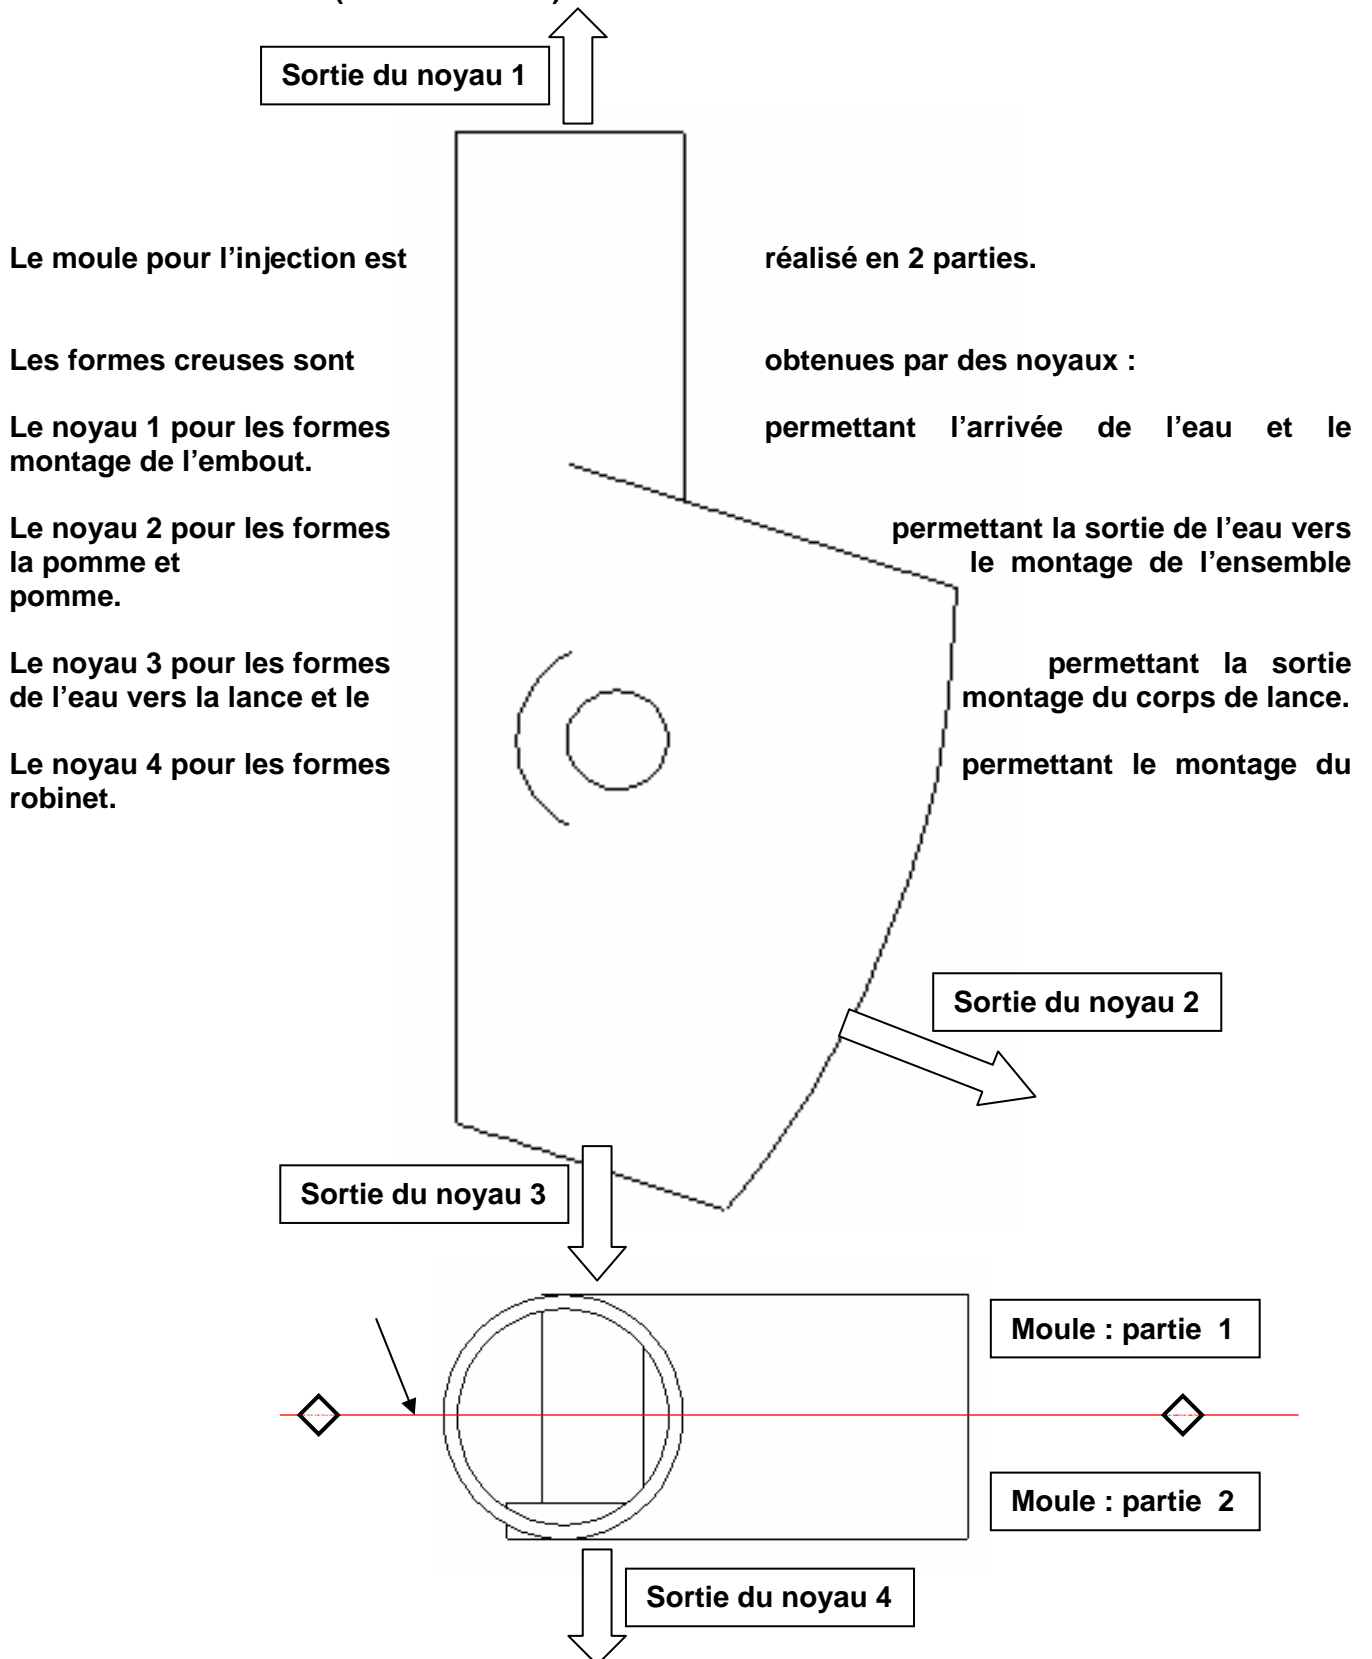 Sortie du noyau 1
Le moule pour l'injection est réalisé en 2 parties.
Les formes creuses sont obtenues par des noyaux :
Le noyau 1 pour les formes permettant l'arrivée de l'eau et le
montage de l'embout.
Le noyau 2 pour les formes permettant la sortie de l'eau vers
la pomme et le montage de l'ensemble
pomme.
Le noyau 3 pour les formes permettant la sortie
de l'eau vers la lance et le montage du corps de lance.
Le noyau 4 pour les formes permettant le montage du
robinet.
Sortie du noyau 2
Sortie du noyau 3
Moule : partie 1
Moule : partie 2
Sortie du noyau 4